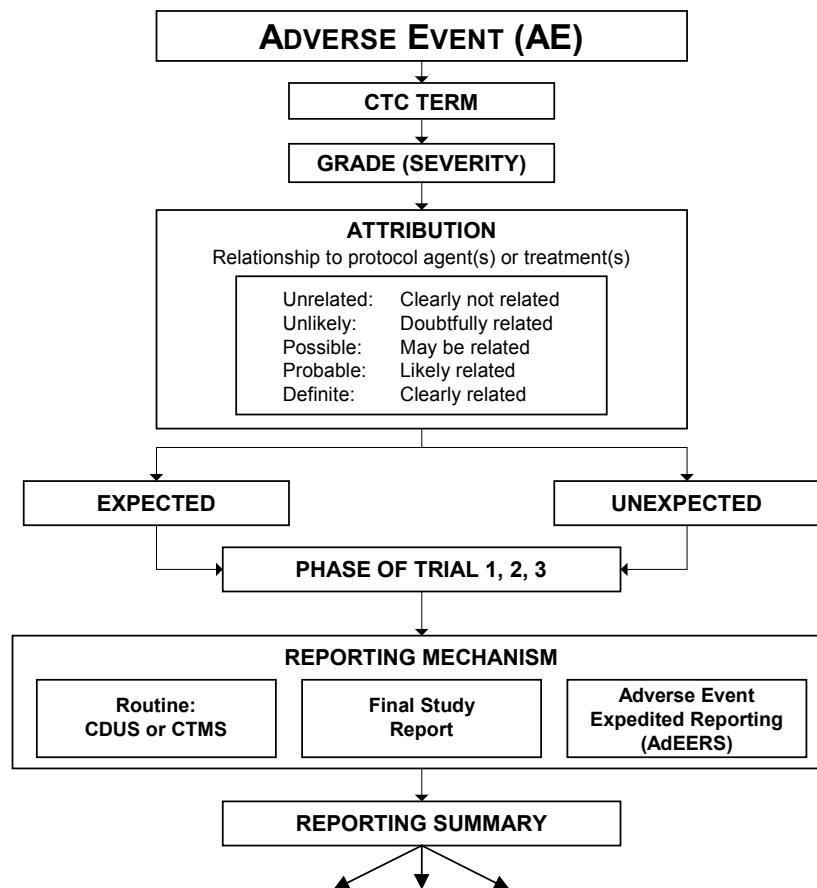 ADVERSE EVENT (AE)
CTC TERM
GRADE (SEVERITY)
ATTRIBUTION
Relationship to protocol agent(s) or treatment(s)
Unrelated: Clearly not related
Unlikely: Doubtfully related
Possible: May be related
Probable: Likely related
Definite: Clearly related
EXPECTED
UNEXPECTED
PHASE OF TRIAL 1, 2, 3
REPORTING MECHANISM
Routine:
CDUS or CTMS
Final Study
Report
Adverse Event
Expedited Reporting
(AdEERS)
REPORTING SUMMARY